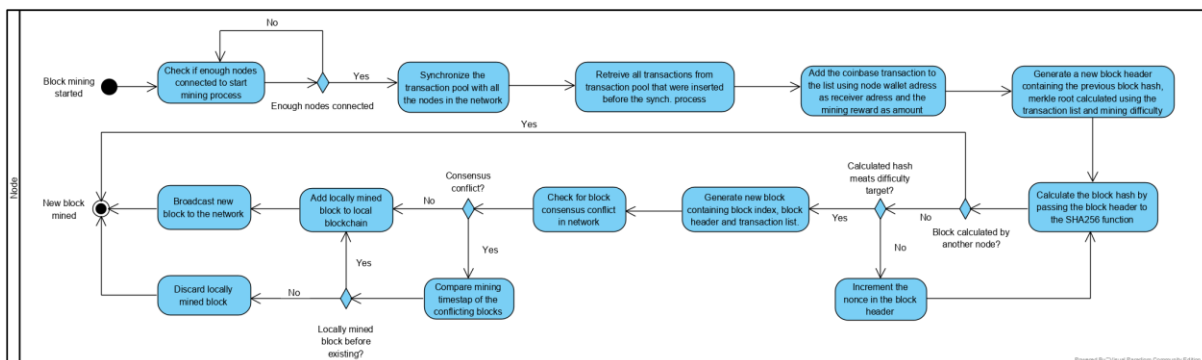 No
Block mining
started
Check if enough nodes
connected to start
mining process
Yes
Enough nodes connected
Synchronize the
transaction pool with all
the nodes in the network
Retreive all transactions from
transaction pool that were inserted
before the synch. process
Add the coinbase transaction to
the list using node wallet adress
as receiver adress and the
mining reward as amount
Generate a new block header
containing the previous block hash,
merkle root calculated using the
transaction list and mining difficulty
Yes
Node
New block
mined
Broadcast new
block to the network
Add locally mined
block to local
blockchain
Consensus
conflict?
No
Yes
Check for block
consensus conflict
in network
Generate new block
containing block index, block
header and transaction list.
Calculated hash
meats difficulty
target?
Yes
No
No
Block calculated by
another node?
Calculate the block hash by
passing the block header to
the SHA256 function
Discard locally
mined block
No
Yes
Locally mined
block before
existing?
Compare mining
timestap of the
conflicting blocks
Increment the
nonce in the block
header
Powered By Visual Paradigm Community Edition